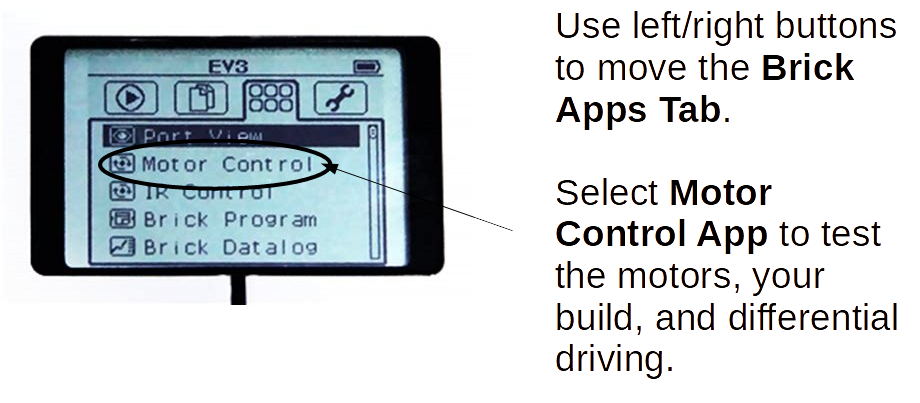 EV3
Port View
Motor Control
IR Control
Brick Program
Brick Datalog
Use left/right buttons
to move the Brick
Apps Tab.
Select Motor
Control App to test
the motors, your
build, and differential
driving.